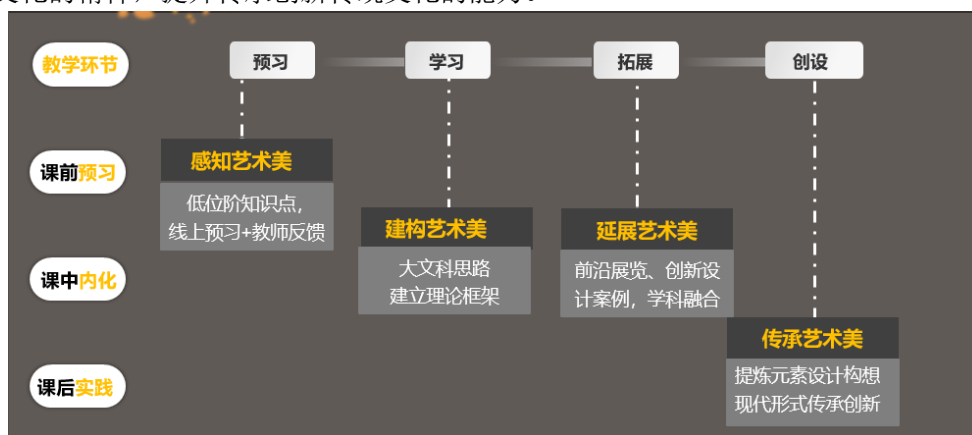 教学环节
预习
学习
拓展
创设
课前预习
感知艺术美
低位阶知识点，
线上预习+教师反馈
建构艺术美
大文科思路
建立理论框架
延展艺术美
前沿展览、创新设
计案例，学科融合
课中内化
传承艺术美
提炼元素设计构想
现代形式传承创新
课后实践